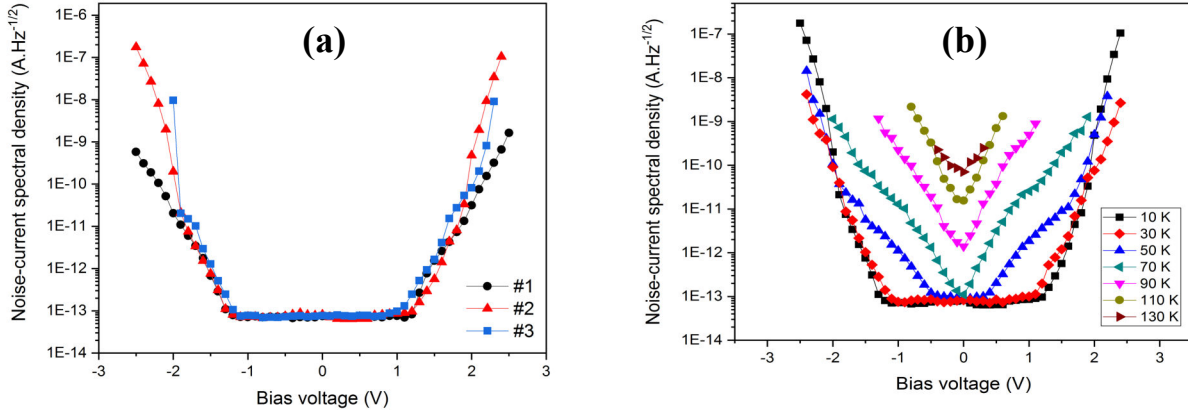 (a)
Noise-current spectral density (A.Hz-1/2)
1E-6
1E-7
1E-8
1E-9
1E-10
1E-11
1E-12
1E-13
1E-14
-3 -2 -1 0 1 2 3
Bias voltage (V)
#1
#2
#3
(b)
Noise-current spectral density (A.Hz-1/2)
1E-7
1E-8
1E-9
1E-10
1E-11
1E-12
1E-13
1E-14
-3 -2 -1 0 1 2 3
Bias voltage (V)
10 K
30 K
50 K
70 K
90 K
110 K
130 K